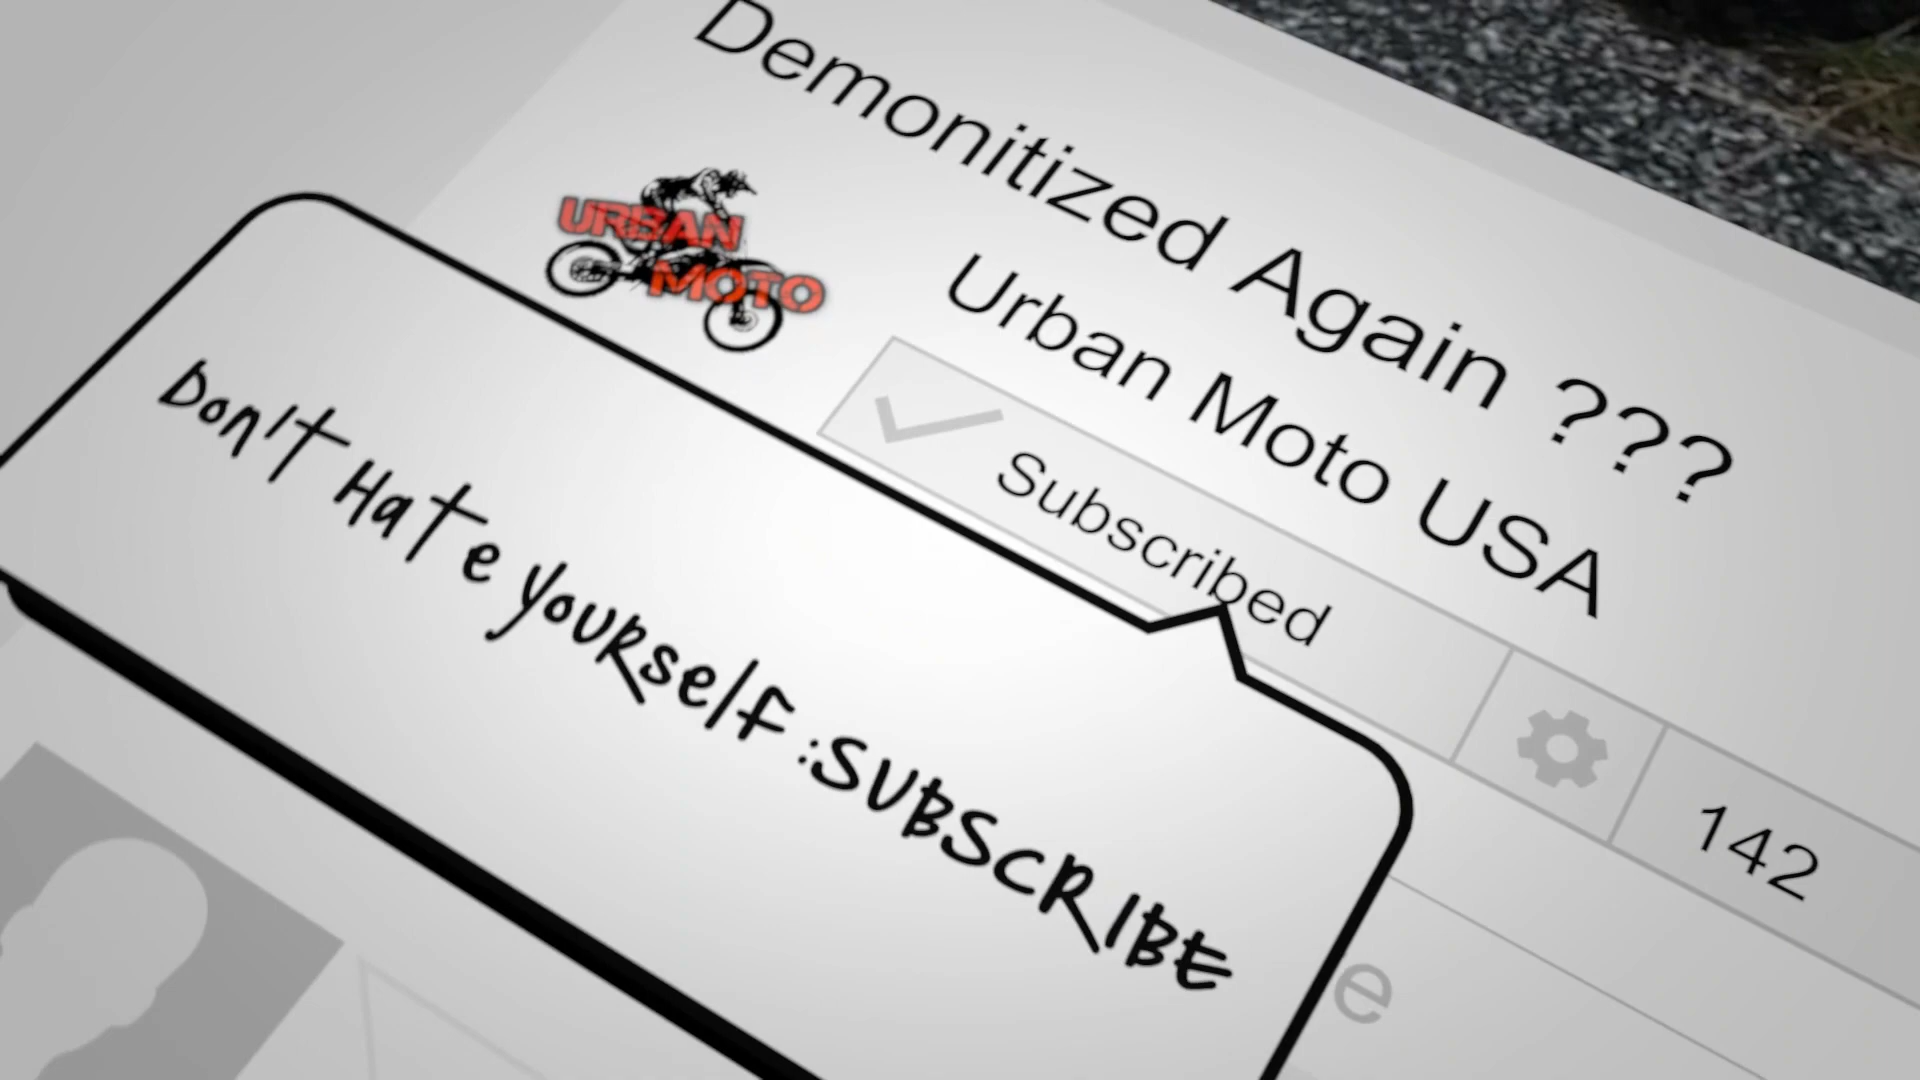 Demonitized Again ???
URBAN
MOTO
Urban Moto USA
Subscribed
142
Don't Hate yourself :SUBSCRIBE
e